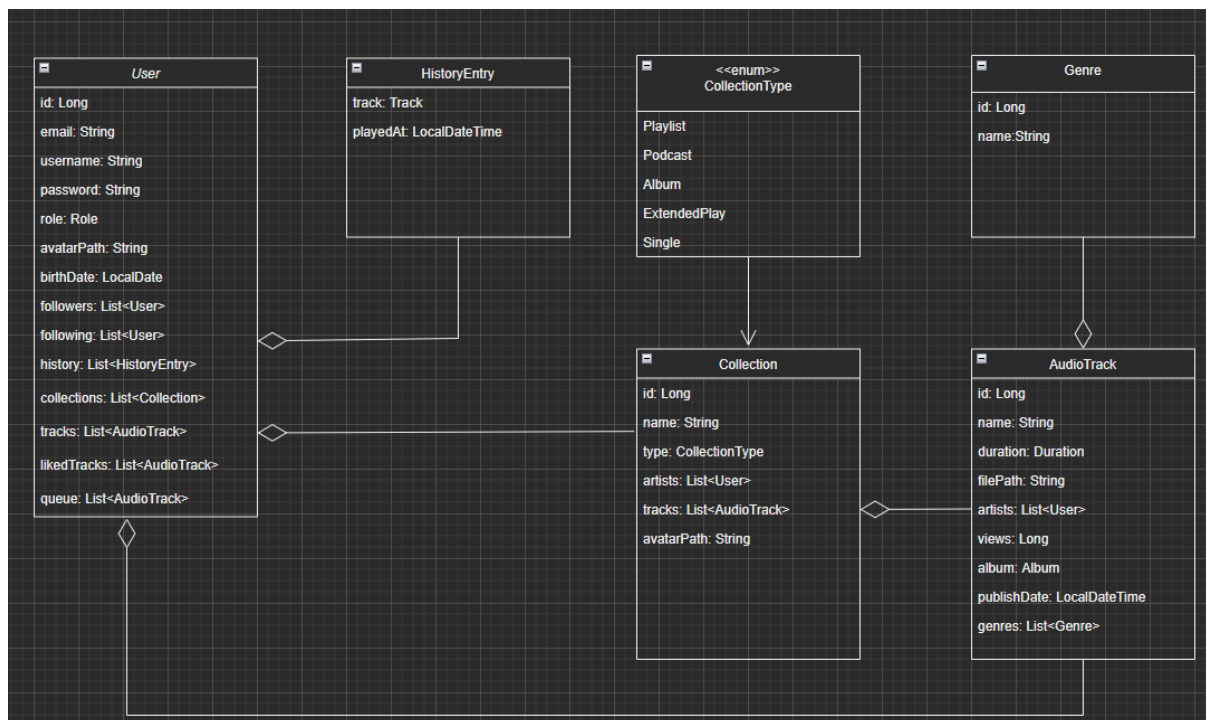 User
id: Long
email: String
username: String
password: String
role: Role
avatarPath: String
birthDate: LocalDate
followers: List<User>
following: List<User>
history: List<HistoryEntry>
collections: List<Collection>
tracks: List<AudioTrack>
likedTracks: List<AudioTrack>
queue: List<AudioTrack>
HistoryEntry
track: Track
playedAt: LocalDateTime
<<enum>>
CollectionType
Playlist
Podcast
Album
ExtendedPlay
Single
Genre
id: Long
name:String
Collection
id: Long
name: String
type: CollectionType
artists: List<User>
tracks: List<AudioTrack>
avatarPath: String
AudioTrack
id: Long
name: String
duration: Duration
filePath: String
artists: List<User>
views: Long
album: Album
publishDate: LocalDateTime
genres: List<Genre>